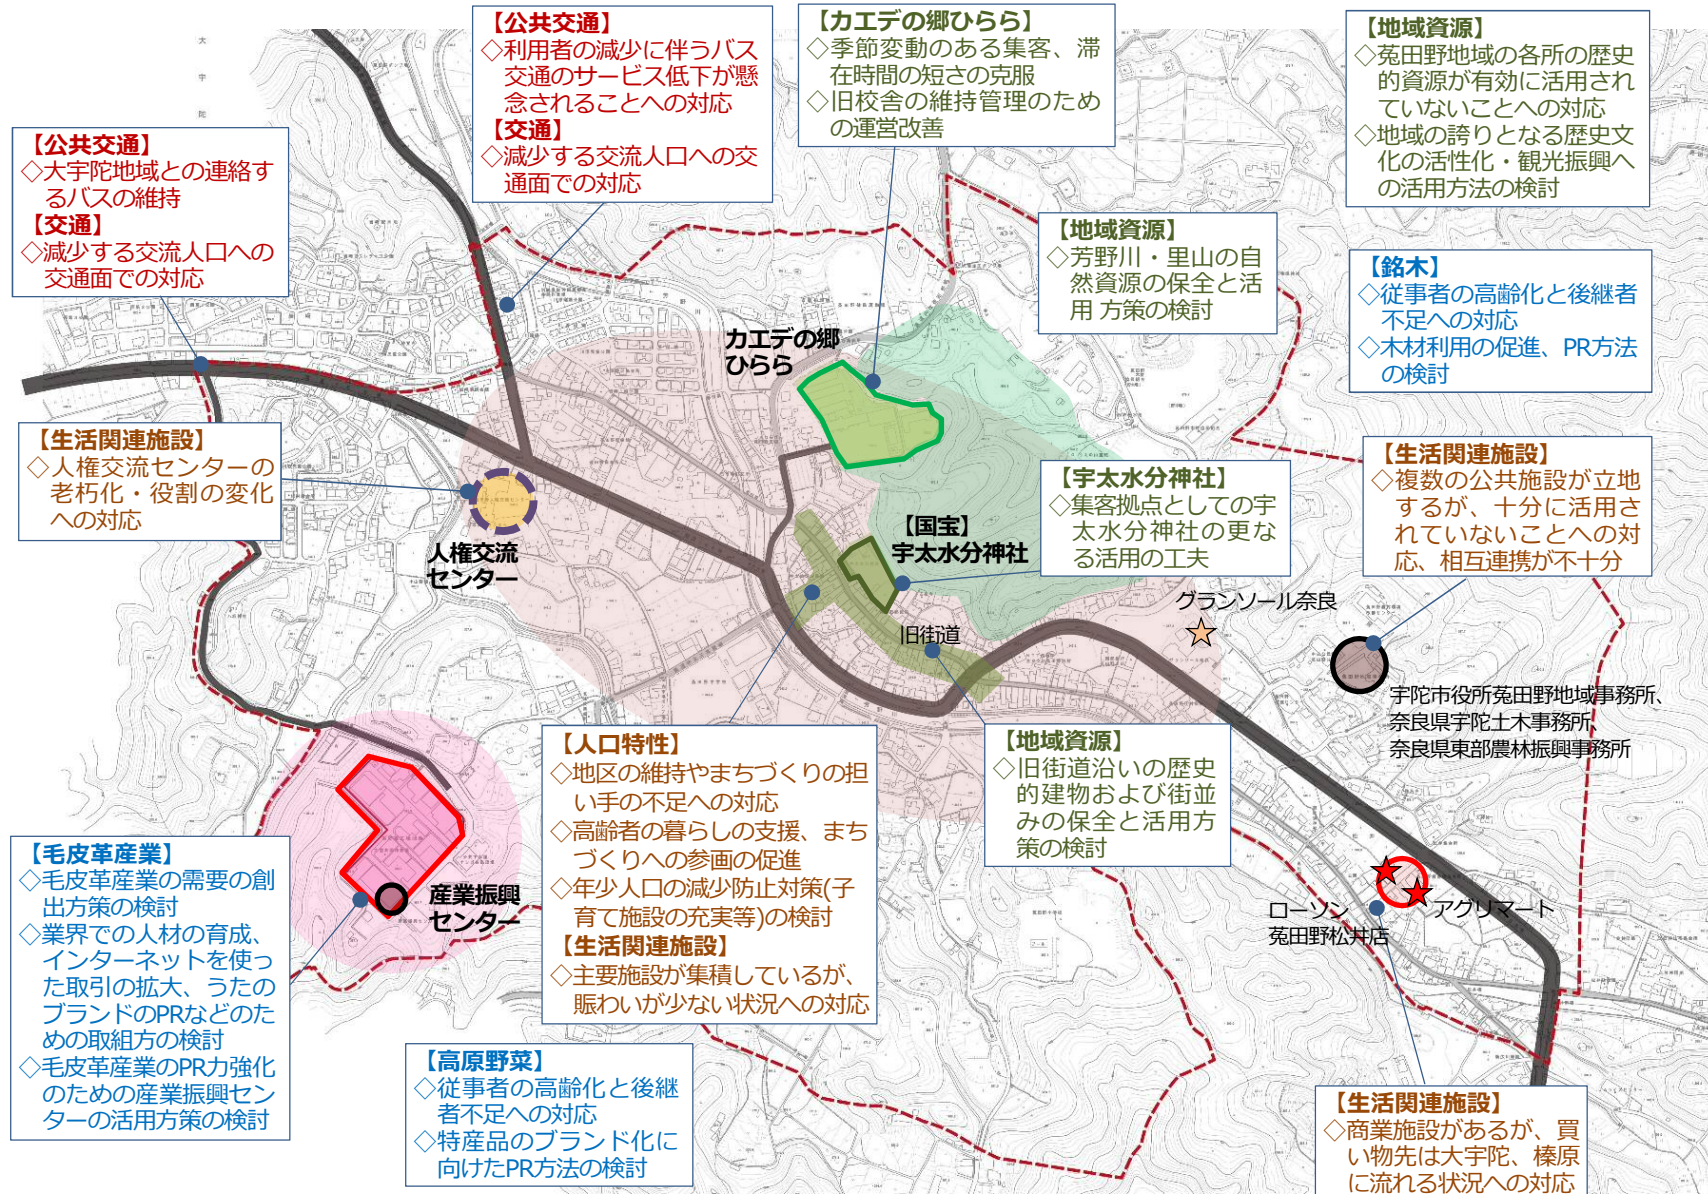 【公共交通】
◇利用者の減少に伴うバス
交通のサービス低下が懸
念されることへの対応
【交通】
◇減少する交流人口への交
通面での対応
【カエデの郷ひらら】
◇季節変動のある集客、滞
在時間の短さの克服
◇旧校舎の維持管理のため
の運営改善
【地域資源】
◇菟田野地域の各所の歴史
的資源が有効に活用され
ていないことへの対応
◇地域の誇りとなる歴史文
化の活性化・観光振興へ
の活用方法の検討
【公共交通】
◇大宇陀地域との連絡す
るバスの維持
【交通】
◇減少する交流人口への
交通面での対応
【地域資源】
◇芳野川・里山の自
然資源の保全と活
用 方策の検討
【銘木】
◇従事者の高齢化と後継者
不足への対応
◇木材利用の促進、PR方法
の検討
カエデの郷
ひらら
【生活関連施設】
◇人権交流センターの
老朽化・役割の変化
への対応
人権交流
センター
【国宝】
宇太水分神社
【宇太水分神社】
◇集客拠点としての宇
太水分神社の更な
る活用の工夫
【生活関連施設】
◇複数の公共施設が立地
するが、十分に活用さ
れていないことへの対
応、相互連携が不十分
グランソール奈良
旧街道
宇陀市役所菟田野地域事務所、
奈良県宇陀土木事務所、
奈良県東部農林振興事務所
【人口特性】
◇地区の維持やまちづくりの担
い手の不足への対応
◇高齢者の暮らしの支援、まち
づくりへの参画の促進
◇年少人口の減少防止対策(子
育て施設の充実等)の検討
【生活関連施設】
◇主要施設が集積しているが、
賑わいが少ない状況への対応
【地域資源】
◇旧街道沿いの歴史
的建物および街並
みの保全と活用方
策の検討
【毛皮革産業】
◇毛皮革産業の需要の創
出方策の検討
◇業界での人材の育成、
インターネットを使っ
た取引の拡大、うたの
ブランドのPRなどのた
めの取組方の検討
◇毛皮革産業のPR力強化
のための産業振興セン
ターの活用方策の検討
産業振興
センター
ローソン
菟田野松井店
アグリマート
【高原野菜】
◇従事者の高齢化と後継
者不足への対応
◇特産品のブランド化に
向けたPR方法の検討
【生活関連施設】
◇商業施設があるが、買
い物先は大宇陀、榛原
に流れる状況への対応